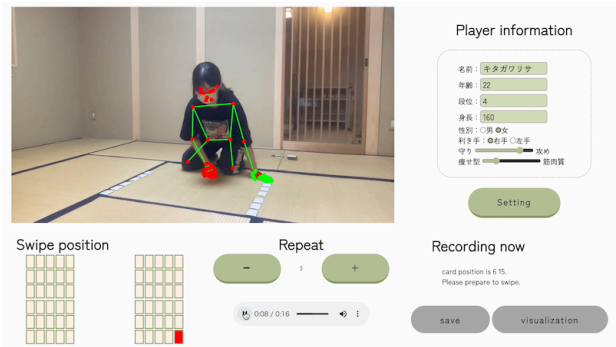 Player information
名前：キタガワリサ
年齢：22
段位：4
身長：160
性別：男 女
利き手：右手 左手
守り 攻め
痩せ型 筋肉質
Setting
Swipe position
Repeat
- 3 +
0:08 / 0:16
Recording now
card position is 6 15.
Please prepare to swipe.
save visualization